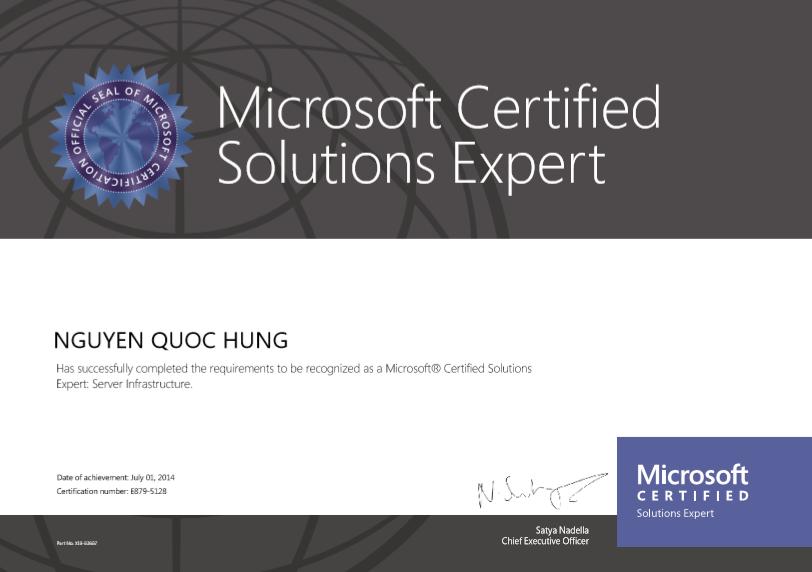 Microsoft Certified
Solutions Expert
OFFICIAL SEAL OF MICROSOFT CERTIFICATION
NGUYEN QUOC HUNG
Has successfully completed the requirements to be recognized as a Microsoft® Certified Solutions
Expert: Server Infrastructure.
Date of achievement: July 01, 2014
Certification number: E879-5128
Satya Nadella
Chief Executive Officer
Part No. X18-83687
Microsoft
CERTIFIED
Solutions Expert